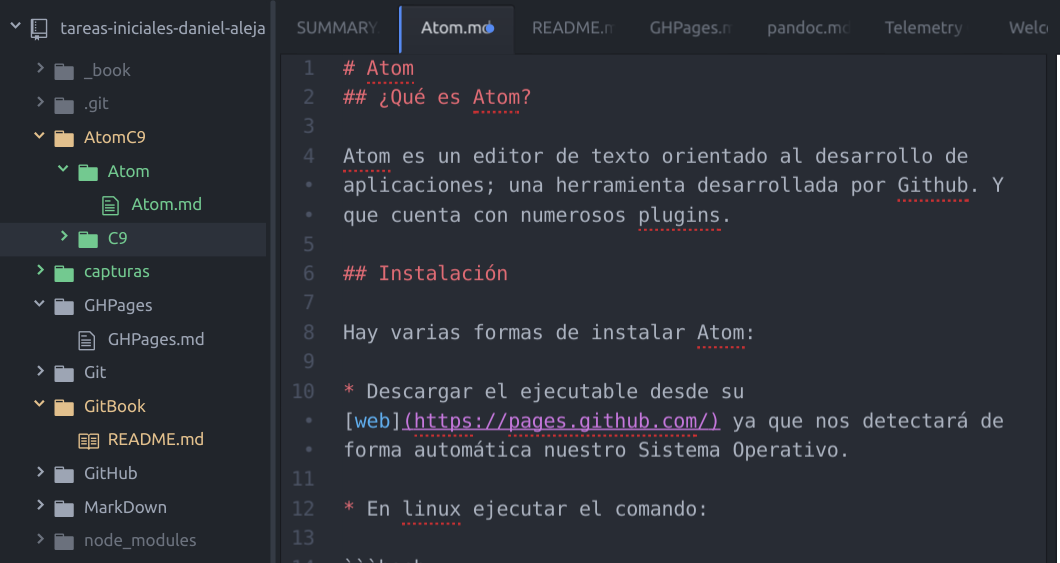 tareas-iniciales-daniel-aleja
_book
.git
AtomC9
Atom
Atom.md
C9
capturas
GHPages
GHPages.md
Git
GitBook
README.md
GitHub
MarkDown
node_modules
SUMMARY. Atom.md README.m GHPages.m pandoc.md Telemetry Welc
1 # Atom
2 ## ¿Qué es Atom?
3
4 Atom es un editor de texto orientado al desarrollo de
• aplicaciones; una herramienta desarrollada por Github. Y
• que cuenta con numerosos plugins.
5
6 ## Instalación
7
8 Hay varias formas de instalar Atom:
9
10 * Descargar el ejecutable desde su
• [web](https://pages.github.com/) ya que nos detectará de
• forma automática nuestro Sistema Operativo.
11
12 * En linux ejecutar el comando:
13